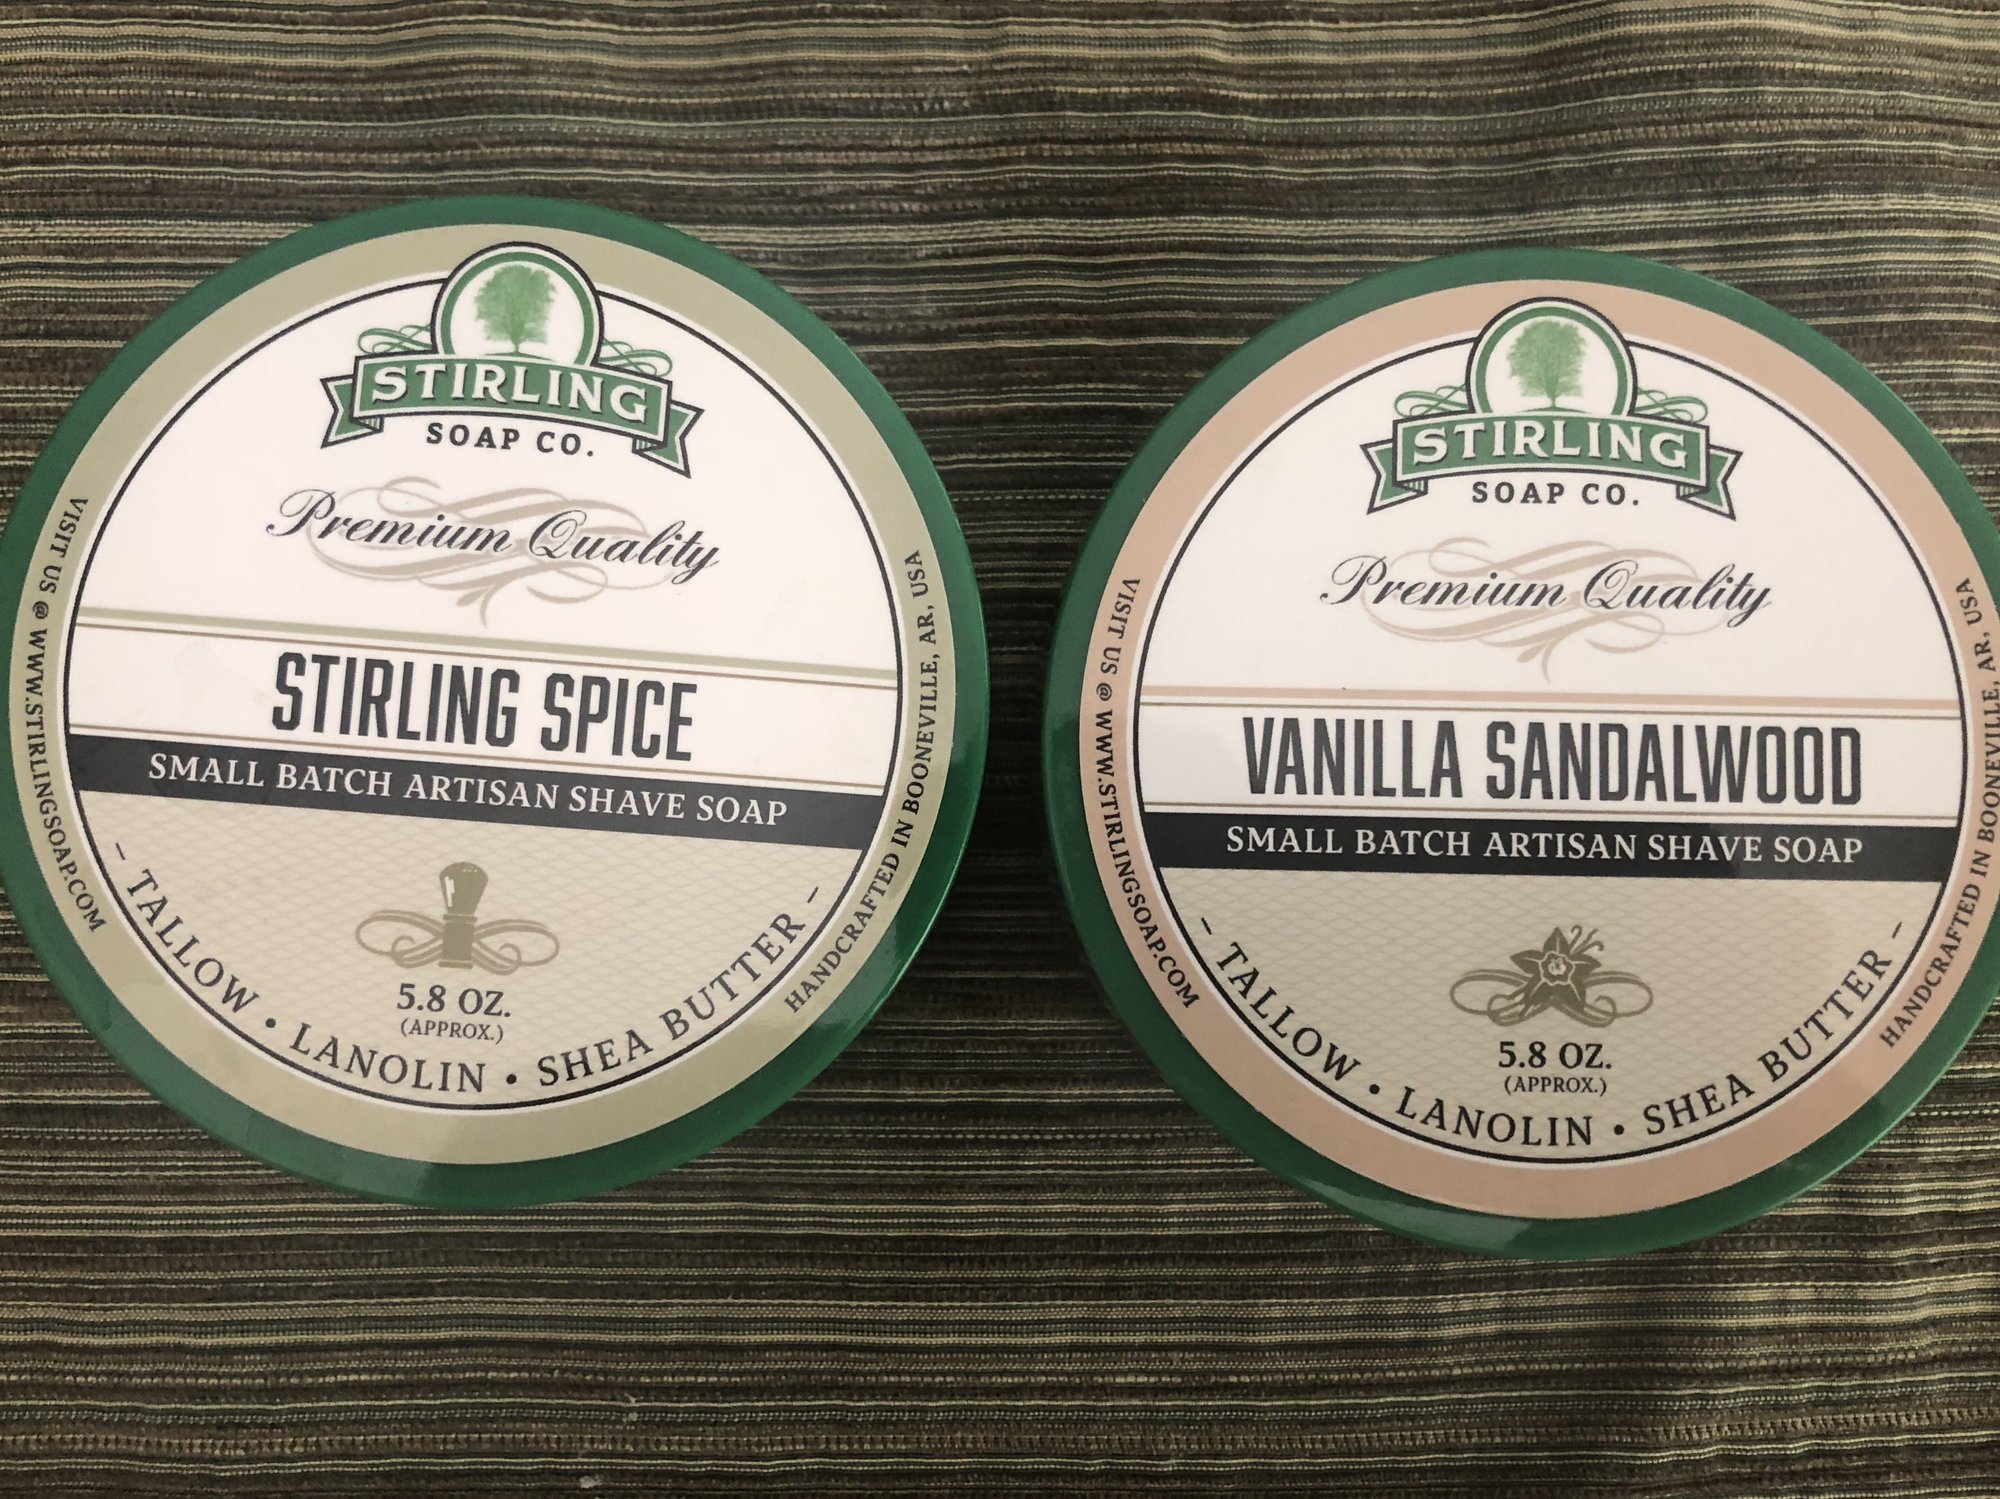 STIRLING
SOAP CO.
Premium Quality
STIRLING SPICE
SMALL BATCH ARTISAN SHAVE SOAP
5.8 OZ.
(APPROX.)
- TALLOW • LANOLIN • SHEA BUTTER -
VISIT US @ WWW.STIRLINGSOAP.COM
HANDCRAFTED IN BOONEVILLE, AR, USA
STIRLING
SOAP CO.
Premium Quality
VANILLA SANDALWOOD
SMALL BATCH ARTISAN SHAVE SOAP
5.8 OZ.
(APPROX.)
- TALLOW • LANOLIN • SHEA BUTTER -
VISIT US @ WWW.STIRLINGSOAP.COM
HANDCRAFTED IN BOONEVILLE, AR, USA